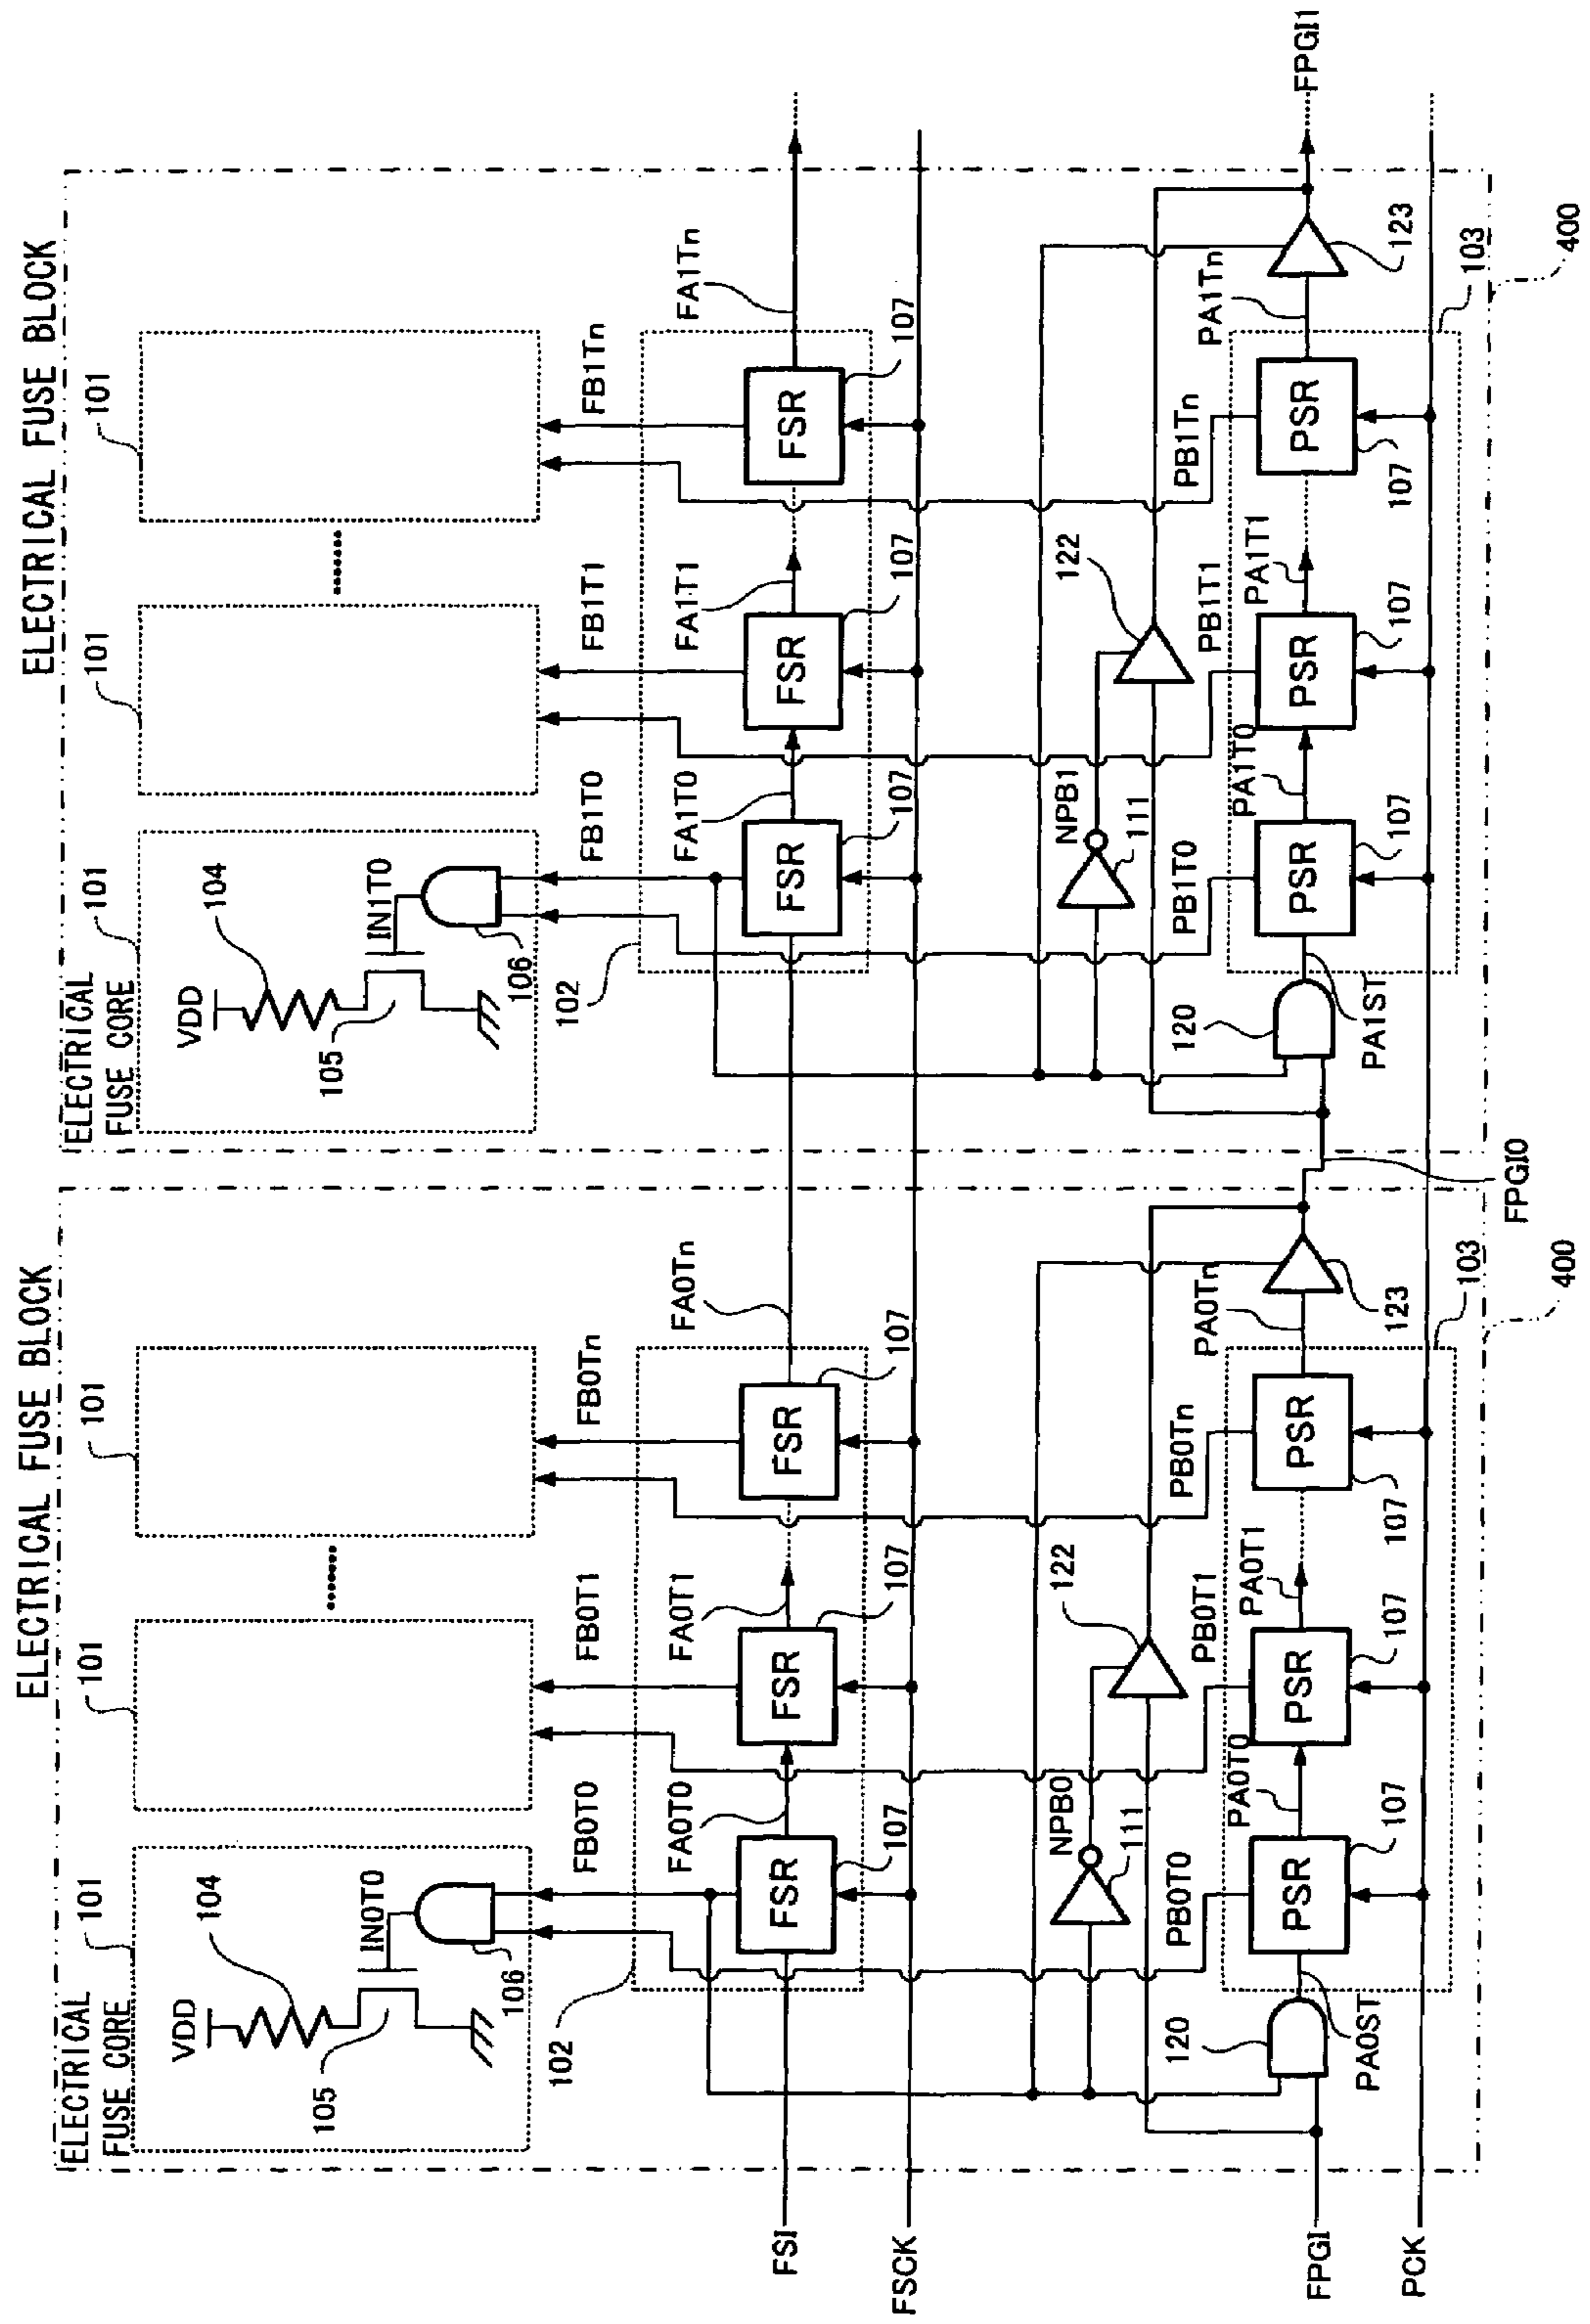 ELECTRICAL FUSE BLOCK
ELECTRICAL FUSE BLOCK
ELECTRICAL
FUSE CORE
101
101
101
VDD
104
105
IN0T0
106
ELECTRICAL
FUSE CORE
101
101
101
VDD
104
105
IN1T0
106
FB0T0
FB0T1
FB0Tn
FB1T0
FB1T1
FB1Tn
102
FA0T0
FA0T1
FA0Tn
102
FA1T0
FA1T1
FA1Tn
FSI
FSR
FSR
FSR
FSR
FSR
FSR
107
107
107
107
107
107
FSCK
NPB0
111
122
NPB1
111
122
PB0T0
PB0T1
PB0Tn
PB1T0
PB1T1
PB1Tn
120
PA0ST
PA0T0
PA0T1
PA0Tn
123
120
PA1ST
PA1T0
PA1T1
PA1Tn
123
FPGI
PSR
PSR
PSR
PSR
PSR
PSR
FPGI1
107
107
107
107
107
107
PCK
103
103
FPGI0
400
400